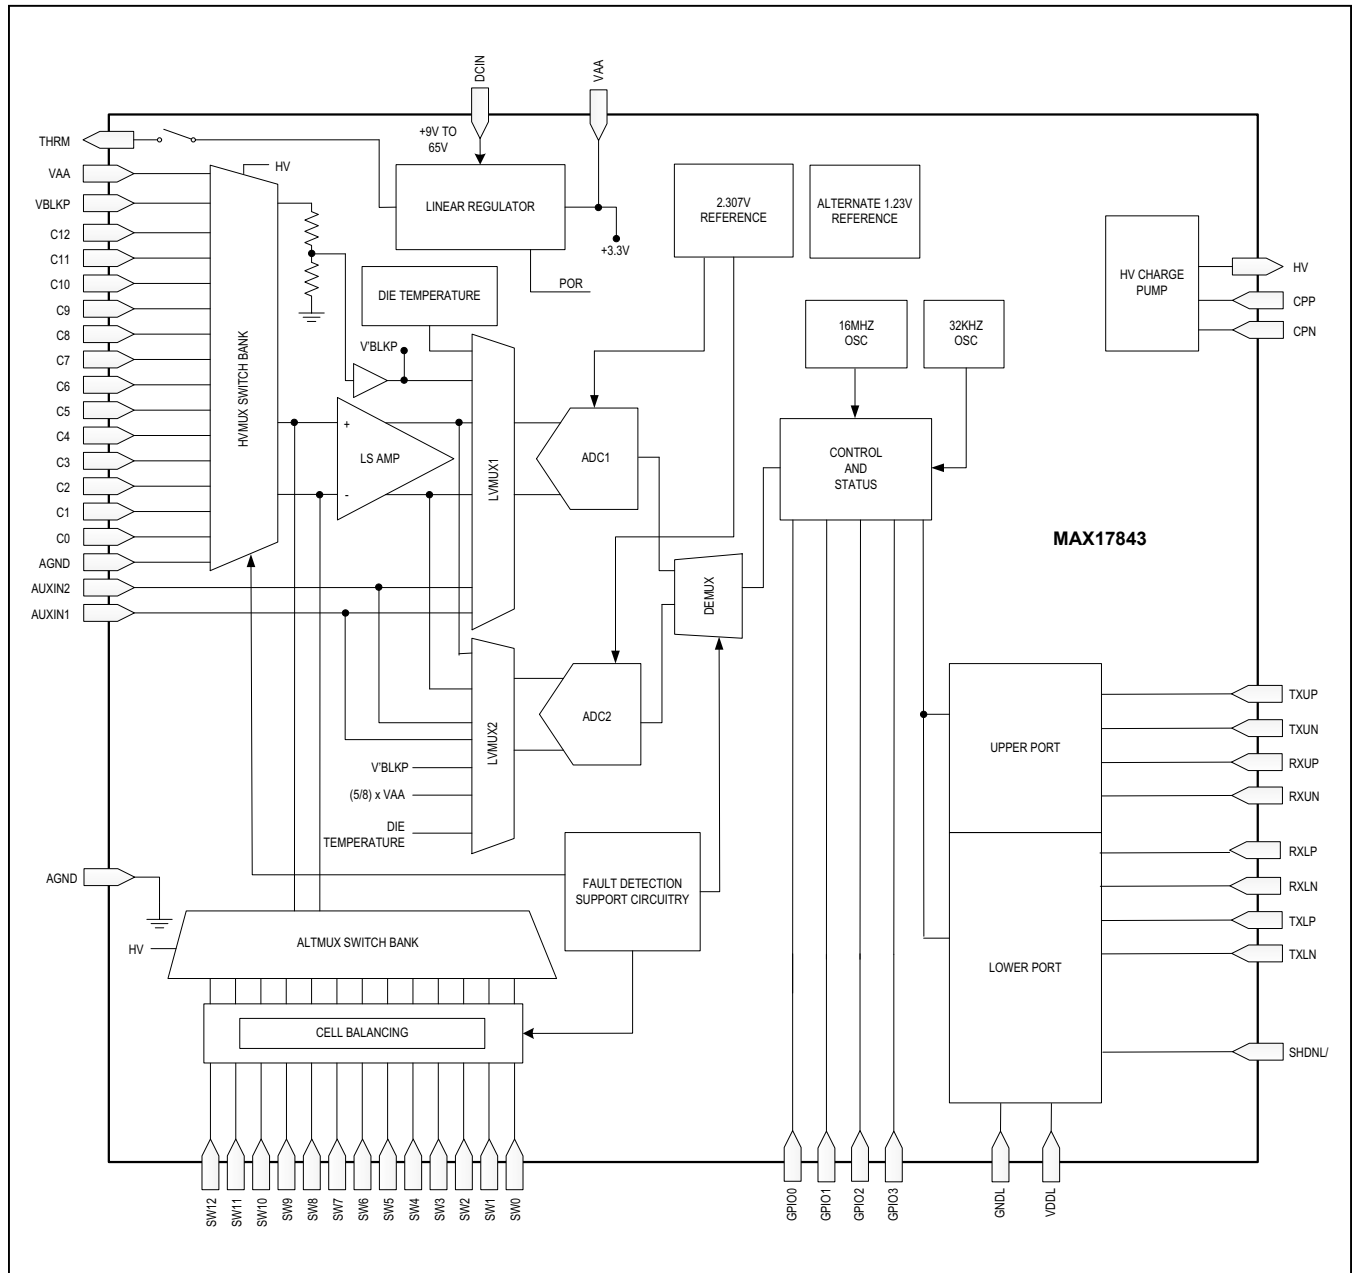 DCIN
VAA
THRM
+9V TO
65V
HV
VAA
VBLKP
C12
C11
C10
C9
C8
C7
C6
C5
C4
C3
C2
C1
C0
AGND
AUXIN2
AUXIN1
HVMUX SWITCH BANK
LINEAR REGULATOR
+3.3V
POR
2.307V
REFERENCE
ALTERNATE 1.23V
REFERENCE
HV CHARGE
PUMP
HV
CPP
CPN
DIE TEMPERATURE
V'BLKP
16MHZ
OSC
32KHZ
OSC
+
LS AMP
-
LVMUX1
ADC1
CONTROL
AND
STATUS
MAX17843
DEMUX
LVMUX2
ADC2
V'BLKP
(5/8) x VAA
DIE
TEMPERATURE
UPPER PORT
TXUP
TXUN
RXUP
RXUN
RXLP
RXLN
TXLP
TXLN
LOWER PORT
SHDNL/
AGND
FAULT DETECTION
SUPPORT CIRCUITRY
HV
ALTMUX SWITCH BANK
CELL BALANCING
SW12
SW11
SW10
SW9
SW8
SW7
SW6
SW5
SW4
SW3
SW2
SW1
SW0
GPIO0
GPIO1
GPIO2
GPIO3
GNDL
VDDL